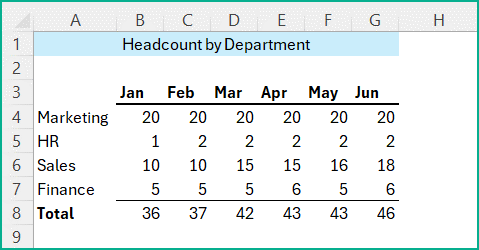 A B C D E F G H
1 Headcount by Department
2
3 Jan Feb Mar Apr May Jun
4 Marketing 20 20 20 20 20 20
5 HR 1 2 2 2 2 2
6 Sales 10 10 15 15 16 18
7 Finance 5 5 5 6 5 6
8 Total 36 37 42 43 43 46
9